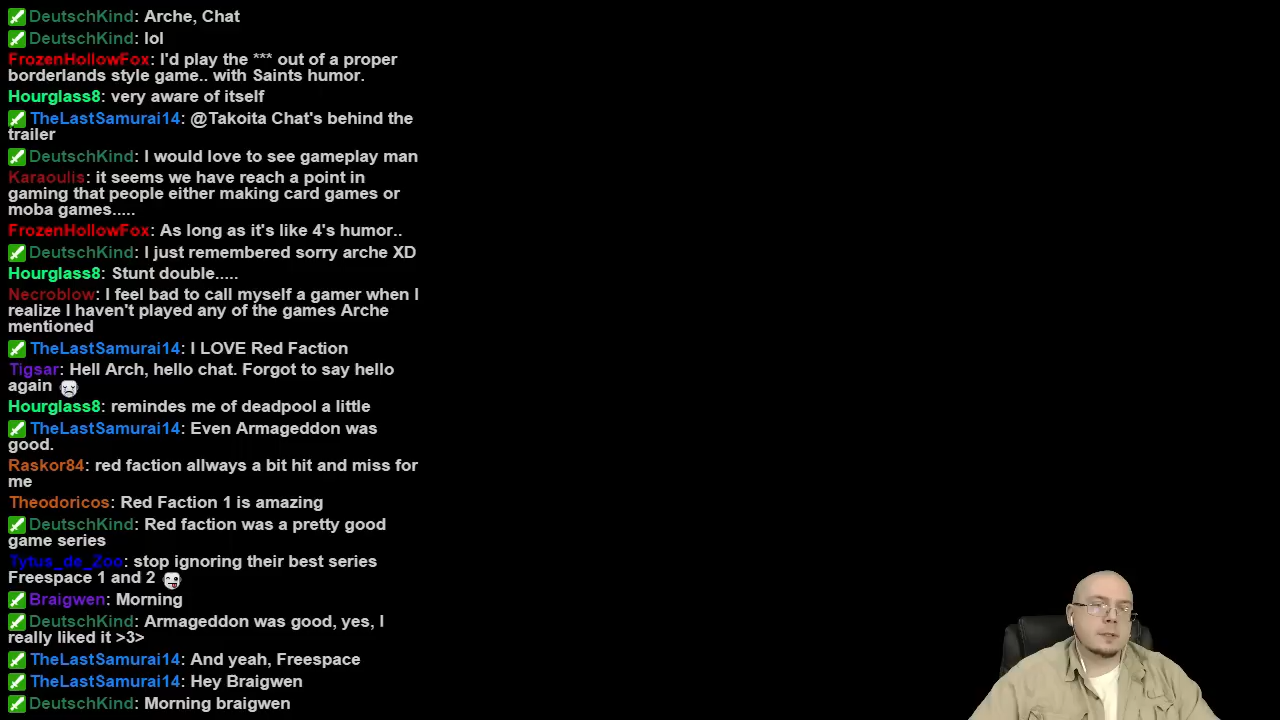 DeutschKind: Arche, Chat
DeutschKind: lol
FrozenHollowFox: I'd play the *** out of a proper
borderlands style game.. with Saints humor.
Hourglass8: very aware of itself
TheLastSamurai14: @Takoita Chat's behind the
trailer
DeutschKind: I would love to see gameplay man
Karaoulis: it seems we have reach a point in
gaming that people either making card games or
moba games.....
FrozenHollowFox: As long as it's like 4's humor..
DeutschKind: I just remembered sorry arche XD
Hourglass8: Stunt double.....
Necroblow: I feel bad to call myself a gamer when I
realize I haven't played any of the games Arche
mentioned
TheLastSamurai14: I LOVE Red Faction
Tigsar: Hell Arch, hello chat. Forgot to say hello
again
Hourglass8: remindes me of deadpool a little
TheLastSamurai14: Even Armageddon was
good.
Raskor84: red faction allways a bit hit and miss for
me
Theodoricos: Red Faction 1 is amazing
DeutschKind: Red faction was a pretty good
game series
Tytus_de_Zoo: stop ignoring their best series
Freespace 1 and 2
Braigwen: Morning
DeutschKind: Armageddon was good, yes, I
really liked it >3>
TheLastSamurai14: And yeah, Freespace
TheLastSamurai14: Hey Braigwen
DeutschKind: Morning braigwen